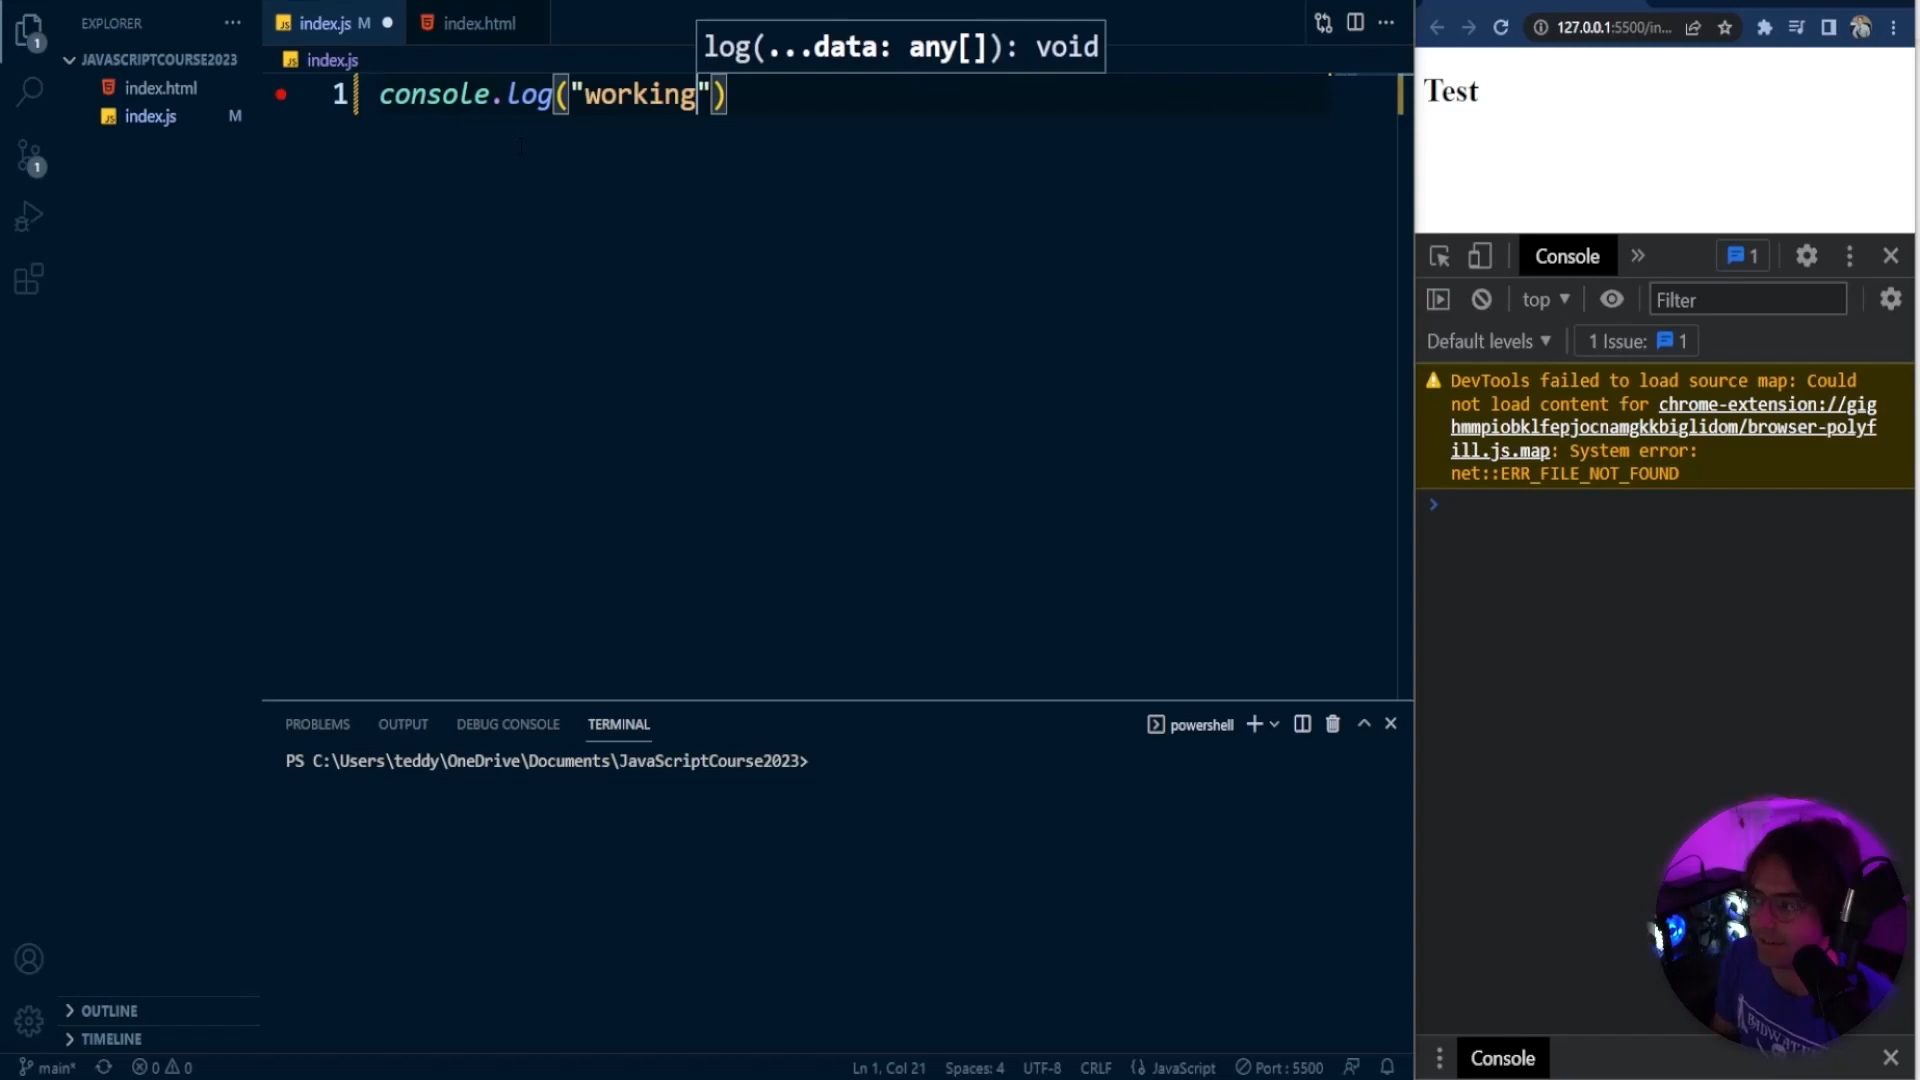 EXPLORER
JAVASCRIPTCOURSE2023
index.html
index.js M
1
1
OUTLINE
TIMELINE
index.js M
index.html
index.js
log(...data: any[]): void
1 console.log("working")
PROBLEMS OUTPUT DEBUG CONSOLE TERMINAL
powershell
PS C:\Users\teddy\OneDrive\Documents\JavaScriptCourse2023>
main* 0 0
Ln 1, Col 21 Spaces: 4 UTF-8 CRLF JavaScript Port : 5500
127.0.0.1:5500/in...
Test
Console 1
top Filter
Default levels 1 Issue: 1
DevTools failed to load source map: Could
not load content for chrome-extension://gig
hmmpiobklfepjocnamgkkbiglidom/browser-polyf
ill.js.map: System error:
net::ERR_FILE_NOT_FOUND
BADWATER
Console